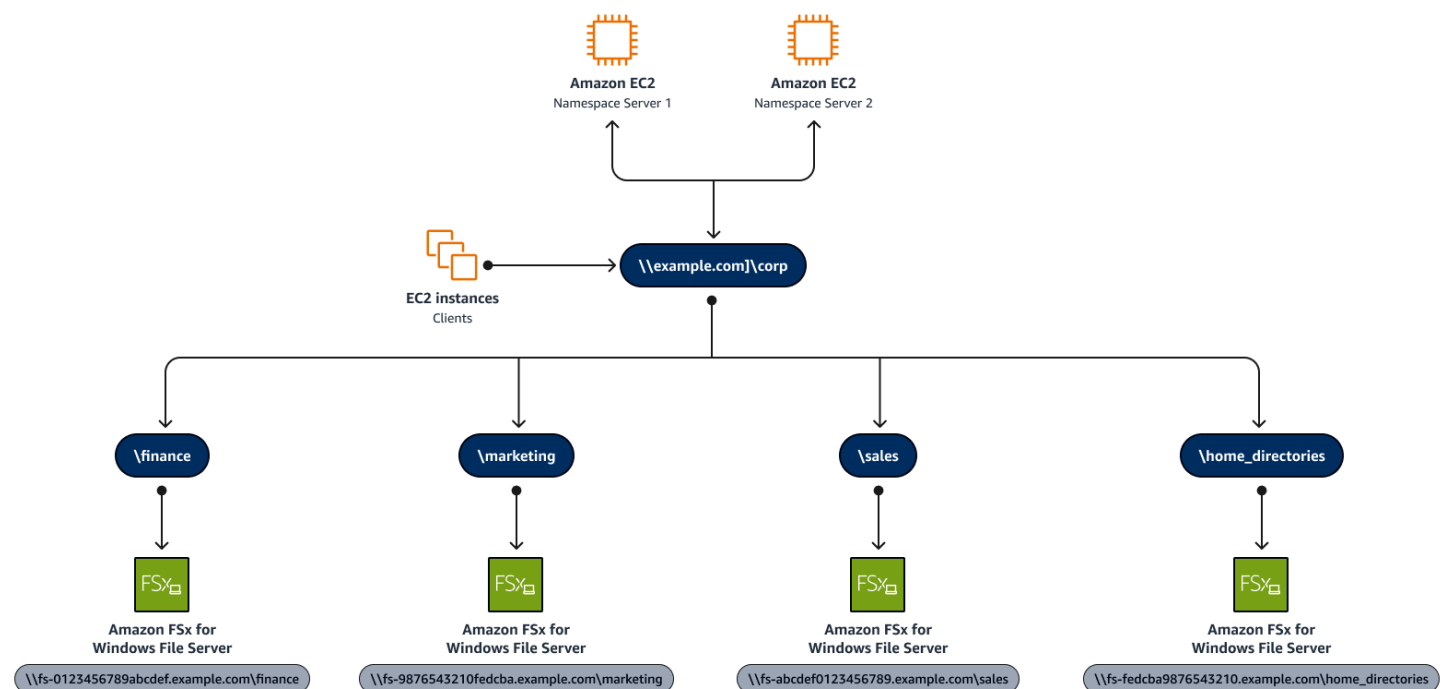 Amazon EC2
Namespace Server 1
Amazon EC2
Namespace Server 2
\\example.com]\corp
EC2 instances
Clients
\finance
\marketing
\sales
\home_directories
FSx
FSx
FSx
FSx
Amazon FSx for
Windows File Server
Amazon FSx for
Windows File Server
Amazon FSx for
Windows File Server
Amazon FSx for
Windows File Server
\\fs-0123456789abcdef.example.com\finance
\\fs-9876543210fedcba.example.com\marketing
\\fs-abcdef0123456789.example.com\sales
\\fs-fedcba9876543210.example.com\home_directories